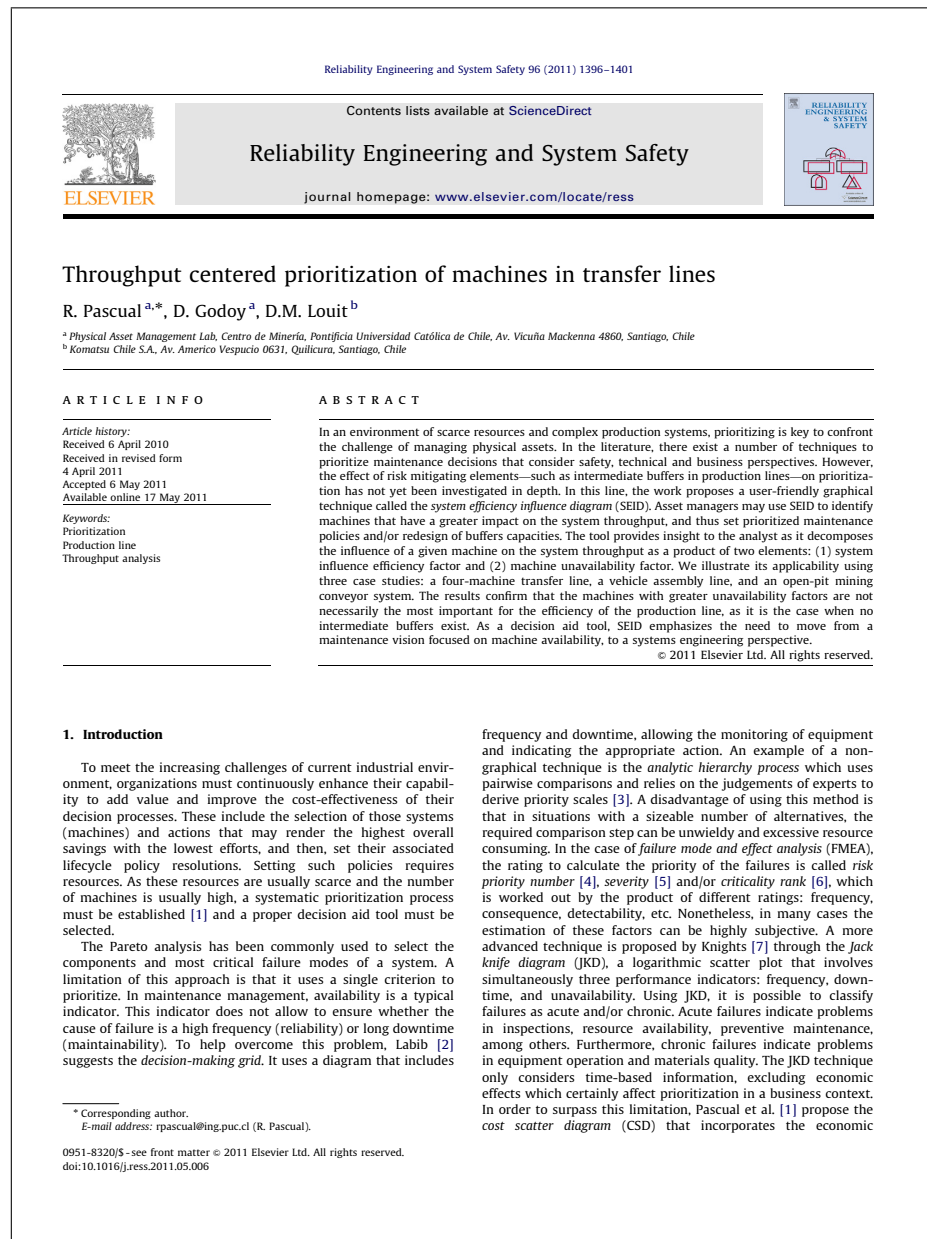 Reliability Engineering and System Safety 96 (2011) 1396–1401
Contents lists available at ScienceDirect
Reliability Engineering and System Safety
journal homepage: www.elsevier.com/locate/ress
ELSEVIER
RELIABILITY
ENGINEERING
& SYSTEM
SAFETY
Throughput centered prioritization of machines in transfer lines
R. Pascual a,*, D. Godoy a, D.M. Louit b
a Physical Asset Management Lab, Centro de Minería, Pontificia Universidad Católica de Chile, Av. Vicuña Mackenna 4860, Santiago, Chile
b Komatsu Chile S.A., Av. Americo Vespucio 0631, Quilicura, Santiago, Chile
ARTICLE INFO
Article history:
Received 6 April 2010
Received in revised form
4 April 2011
Accepted 6 May 2011
Available online 17 May 2011
Keywords:
Prioritization
Production line
Throughput analysis
ABSTRACT
In an environment of scarce resources and complex production systems, prioritizing is key to confront
the challenge of managing physical assets. In the literature, there exist a number of techniques to
prioritize maintenance decisions that consider safety, technical and business perspectives. However,
the effect of risk mitigating elements—such as intermediate buffers in production lines—on prioritiza-
tion has not yet been investigated in depth. In this line, the work proposes a user-friendly graphical
technique called the system efficiency influence diagram (SEID). Asset managers may use SEID to identify
machines that have a greater impact on the system throughput, and thus set prioritized maintenance
policies and/or redesign of buffers capacities. The tool provides insight to the analyst as it decomposes
the influence of a given machine on the system throughput as a product of two elements: (1) system
influence efficiency factor and (2) machine unavailability factor. We illustrate its applicability using
three case studies: a four-machine transfer line, a vehicle assembly line, and an open-pit mining
conveyor system. The results confirm that the machines with greater unavailability factors are not
necessarily the most important for the efficiency of the production line, as it is the case when no
intermediate buffers exist. As a decision aid tool, SEID emphasizes the need to move from a
maintenance vision focused on machine availability, to a systems engineering perspective.
© 2011 Elsevier Ltd. All rights reserved.
1. Introduction
To meet the increasing challenges of current industrial envir-
onment, organizations must continuously enhance their capabil-
ity to add value and improve the cost-effectiveness of their
decision processes. These include the selection of those systems
(machines) and actions that may render the highest overall
savings with the lowest efforts, and then, set their associated
lifecycle policy resolutions. Setting such policies requires
resources. As these resources are usually scarce and the number
of machines is usually high, a systematic prioritization process
must be established [1] and a proper decision aid tool must be
selected.
The Pareto analysis has been commonly used to select the
components and most critical failure modes of a system. A
limitation of this approach is that it uses a single criterion to
prioritize. In maintenance management, availability is a typical
indicator. This indicator does not allow to ensure whether the
cause of failure is a high frequency (reliability) or long downtime
(maintainability). To help overcome this problem, Labib [2]
suggests the decision-making grid. It uses a diagram that includes
* Corresponding author.
E-mail address: rpascual@ing.puc.cl (R. Pascual).
frequency and downtime, allowing the monitoring of equipment
and indicating the appropriate action. An example of a non-
graphical technique is the analytic hierarchy process which uses
pairwise comparisons and relies on the judgements of experts to
derive priority scales [3]. A disadvantage of using this method is
that in situations with a sizeable number of alternatives, the
required comparison step can be unwieldy and excessive resource
consuming. In the case of failure mode and effect analysis (FMEA),
the rating to calculate the priority of the failures is called risk
priority number [4], severity [5] and/or criticality rank [6], which
is worked out by the product of different ratings: frequency,
consequence, detectability, etc. Nonetheless, in many cases the
estimation of these factors can be highly subjective. A more
advanced technique is proposed by Knights [7] through the Jack
knife diagram (JKD), a logarithmic scatter plot that involves
simultaneously three performance indicators: frequency, down-
time, and unavailability. Using JKD, it is possible to classify
failures as acute and/or chronic. Acute failures indicate problems
in inspections, resource availability, preventive maintenance,
among others. Furthermore, chronic failures indicate problems
in equipment operation and materials quality. The JKD technique
only considers time-based information, excluding economic
effects which certainly affect prioritization in a business context.
In order to surpass this limitation, Pascual et al. [1] propose the
cost scatter diagram (CSD) that incorporates the economic
0951-8320/$ - see front matter © 2011 Elsevier Ltd. All rights reserved.
doi:10.1016/j.ress.2011.05.006